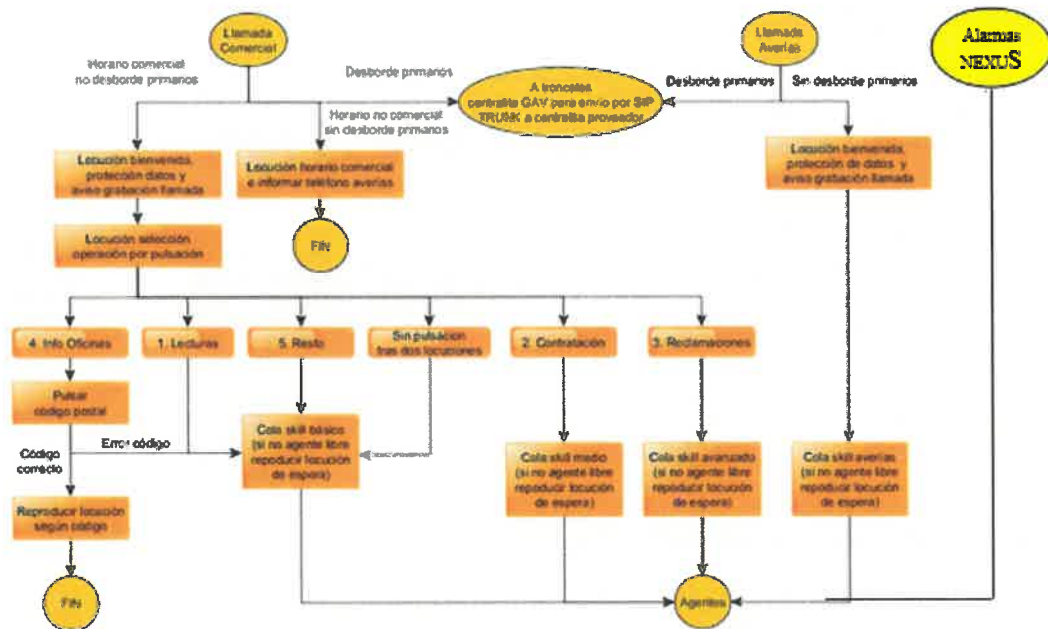 Llamada
Comercial
Llamada
Averías
Alarmas
NEXUS
Horario comercial
no desborde primarios
Desborde primarios
A troncales
centralita GAV para envío por SIP
TRUNK a centralita proveedor
Desborde primarios
Sin desborde primarios
Horario no comercial
sin desborde primarios
Locución bienvenida,
protección datos y
aviso grabación llamada
Locución horario comercial
e informar teléfono averías
Locución bienvenida,
protección de datos y
aviso grabación llamada
Locución selección
operación por pulsación
FIN
4. Info Oficinas
1. Lecturas
5. Resto
Sin pulsación
tras dos locuciones
2. Contratación
3. Reclamaciones
Pulsar
código postal
Código
correcto
Error código
Cola skill básico
(si no agente libre
reproducir locución
de espera)
Cola skill medio
(si no agente libre
reproducir locución
de espera)
Cola skill avanzado
(si no agente libre
reproducir locución
de espera)
Cola skill averías
(si no agente libre
reproducir locución
de espera)
Reproducir locución
según código
FIN
Agentes